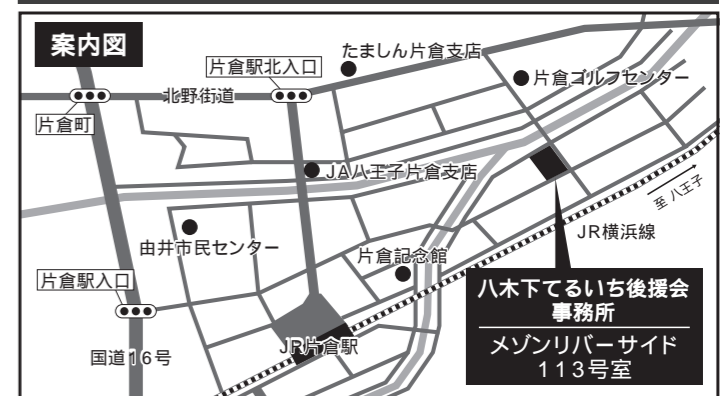 案内図
たましん片倉支店
片倉駅北入口
片倉ゴルフセンター
北野街道
片倉町
JA八王子片倉支店
至 八王子
由井市民センター
JR横浜線
片倉記念館
片倉駅入口
八木下てるいち後援会
事務所
メゾンリバーサイド
113号室
JR片倉駅
国道16号